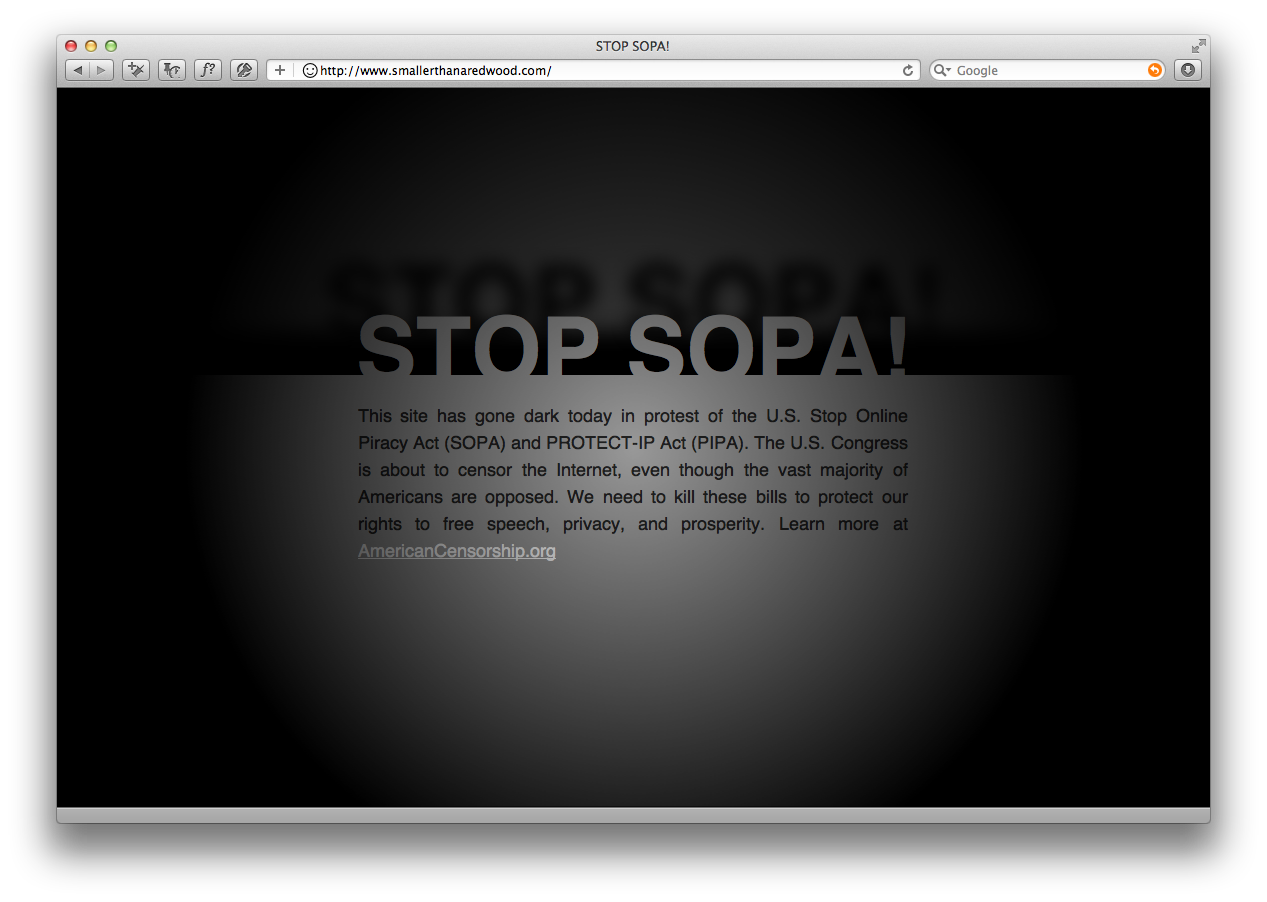 STOP SOPA!
f?
http://www.smallerthanaredwood.com/
Google
STOP SOPA!
STOP SOPA!
This site has gone dark today in protest of the U.S. Stop Online
Piracy Act (SOPA) and PROTECT-IP Act (PIPA). The U.S. Congress
is about to censor the Internet, even though the vast majority of
Americans are opposed. We need to kill these bills to protect our
rights to free speech, privacy, and prosperity. Learn more at
AmericanCensorship.org